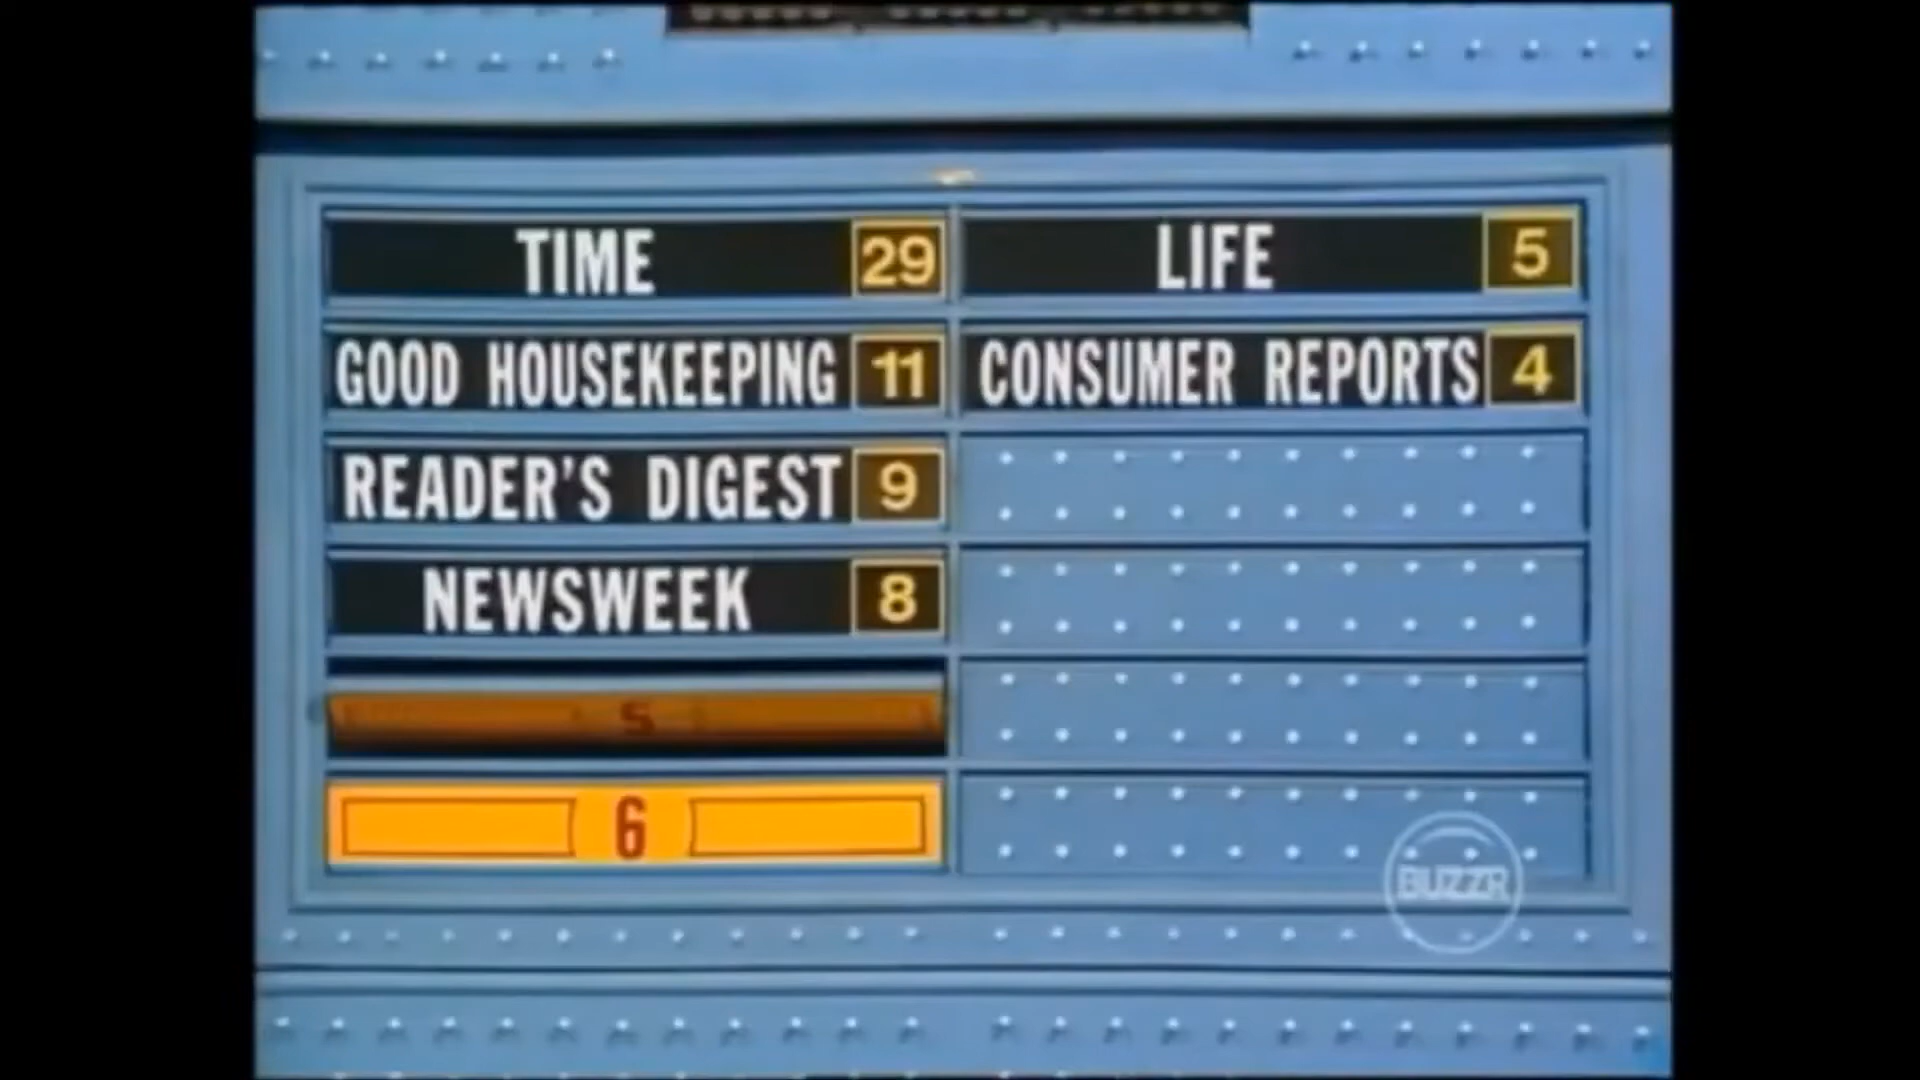 TIME 29
GOOD HOUSEKEEPING 11
READER'S DIGEST 9
NEWSWEEK 8
5
6
LIFE 5
CONSUMER REPORTS 4
BUZZR